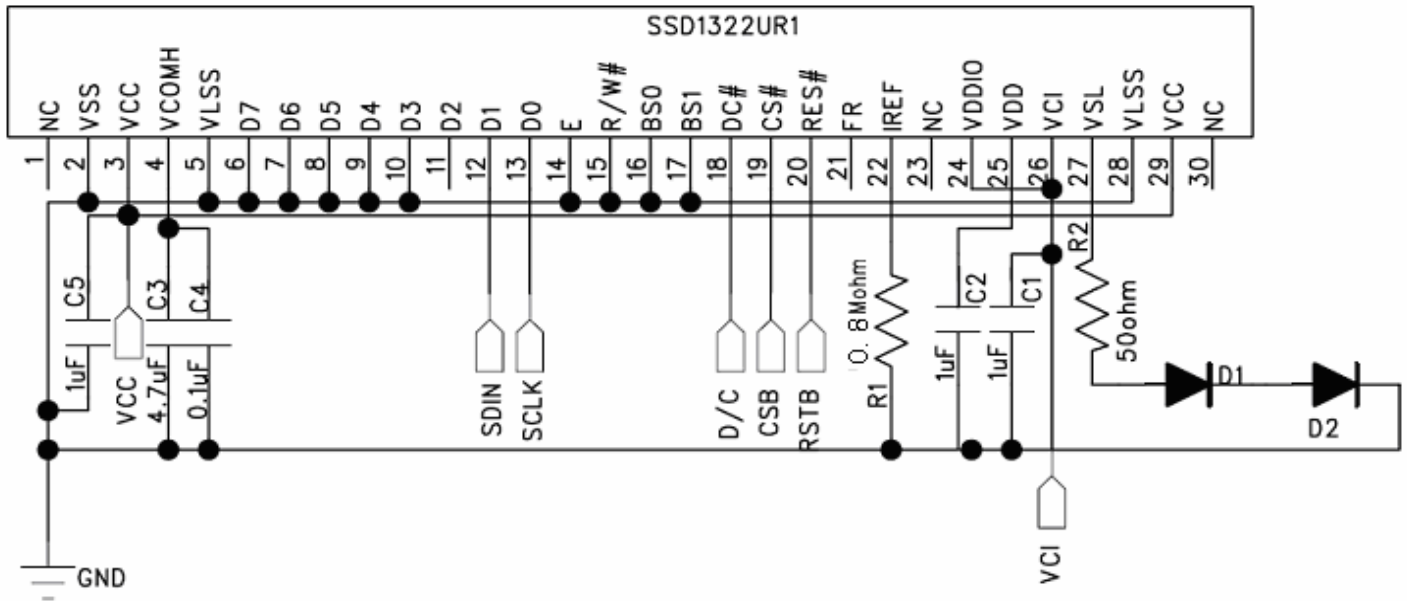 SSD1322UR1
NC
VSS
VCC
VCOMH
VLSS
D7
D6
D5
D4
D3
D2
D1
D0
E
R/W#
BS0
BS1
DC#
CS#
RES#
FR
IREF
NC
VDDIO
VDD
VCI
VSL
VLSS
VCC
NC
1
2
3
4
5
6
7
8
9
10
11
12
13
14
15
16
17
18
19
20
21
22
23
24
25
26
27
28
29
30
C5
1uF
VCC
C3
4.7uF
C4
0.1uF
SDIN
SCLK
D/C
CSB
RSTB
0.8Mohm
R1
C2
1uF
C1
1uF
R2
50ohm
D1
D2
VCI
GND